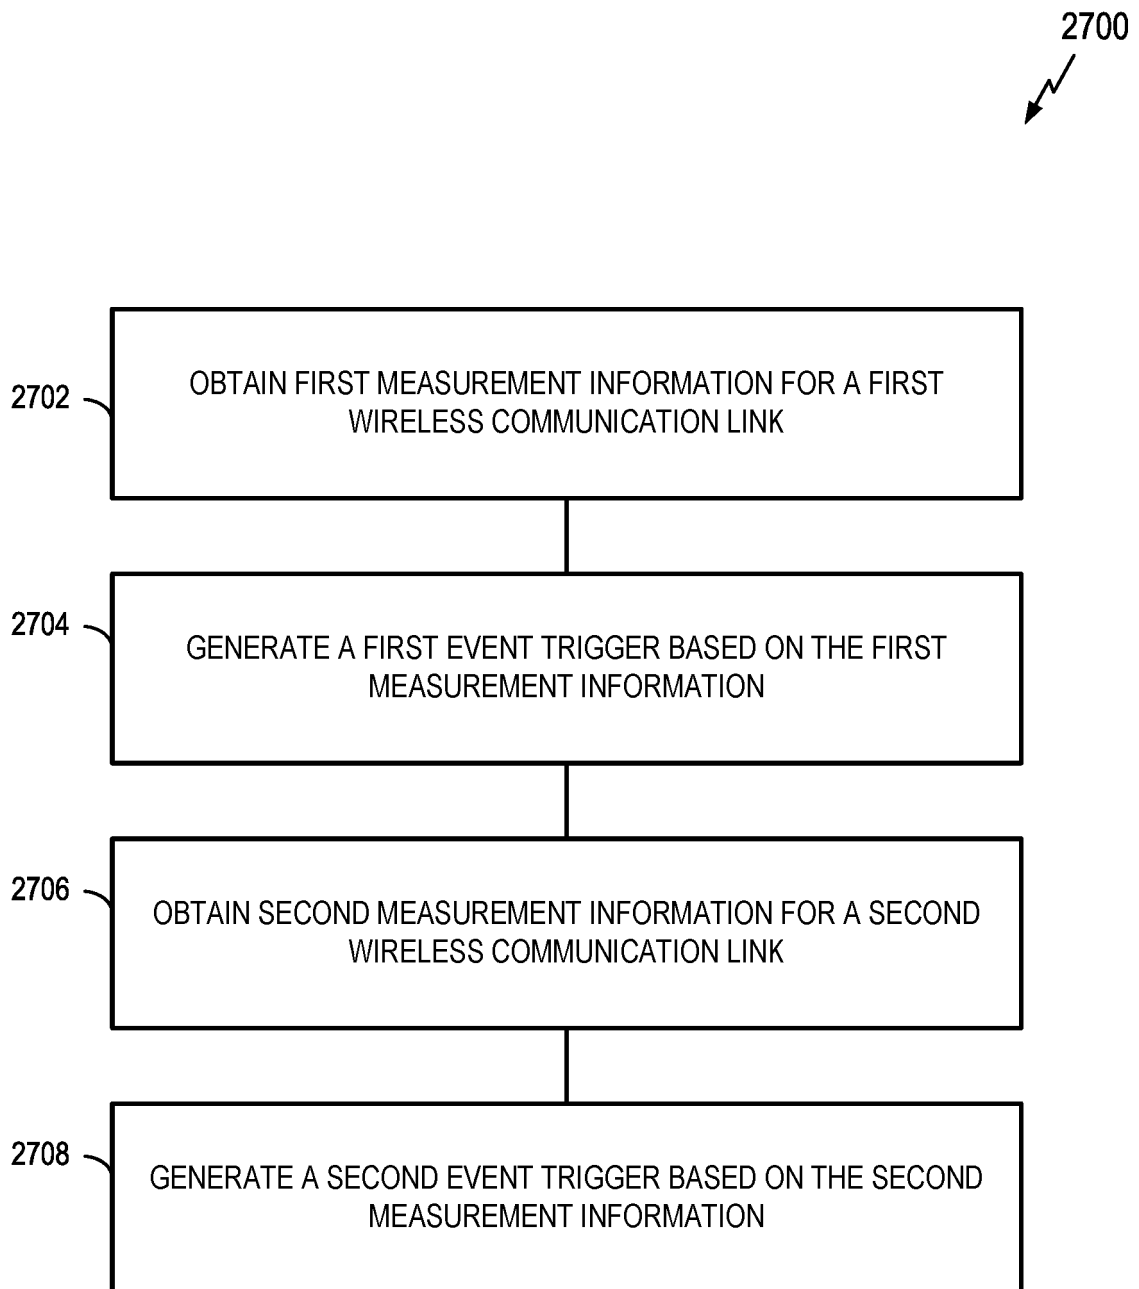 2700
2702
OBTAIN FIRST MEASUREMENT INFORMATION FOR A FIRST
WIRELESS COMMUNICATION LINK
2704
GENERATE A FIRST EVENT TRIGGER BASED ON THE FIRST
MEASUREMENT INFORMATION
2706
OBTAIN SECOND MEASUREMENT INFORMATION FOR A SECOND
WIRELESS COMMUNICATION LINK
2708
GENERATE A SECOND EVENT TRIGGER BASED ON THE SECOND
MEASUREMENT INFORMATION